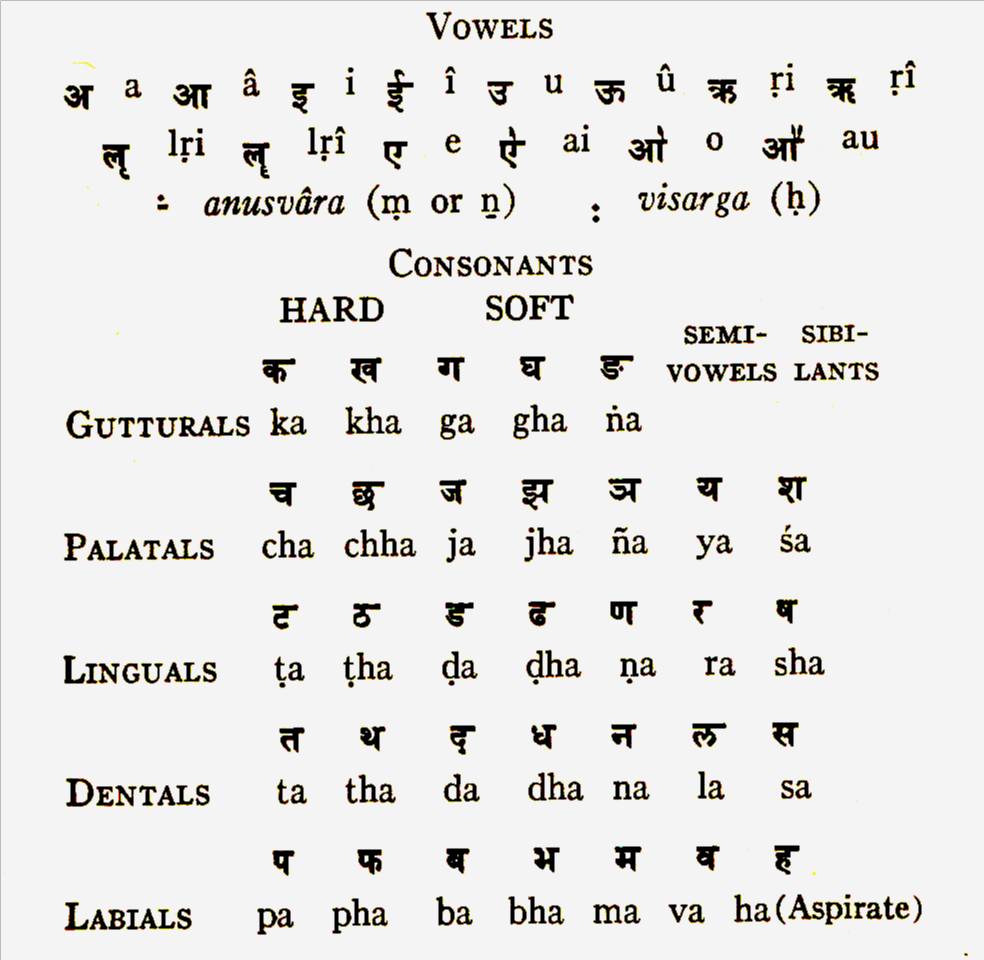 VOWELS
अ a आ â इ i ई î उ u ऊ û ऋ ṛi ॠ ṛî
ऌ lṛi ॡ lṛî ए e ऐ ai ओ o औ au
∸ anusvâra (ṃ or ṉ) : visarga (ḥ)
CONSONANTS
HARD SOFT
SEMI- SIBI-
VOWELS LANTS
क ख ग घ ङ
GUTTURALS ka kha ga gha ṅa
च छ ज झ ञ य श
PALATALS cha chha ja jha ña ya śa
ट ठ ड ढ ण र ष
LINGUALS ṭa ṭha ḍa ḍha ṇa ra sha
त थ द ध न ल स
DENTALS ta tha da dha na la sa
प फ ब भ म व ह
LABIALS pa pha ba bha ma va ha (Aspirate)